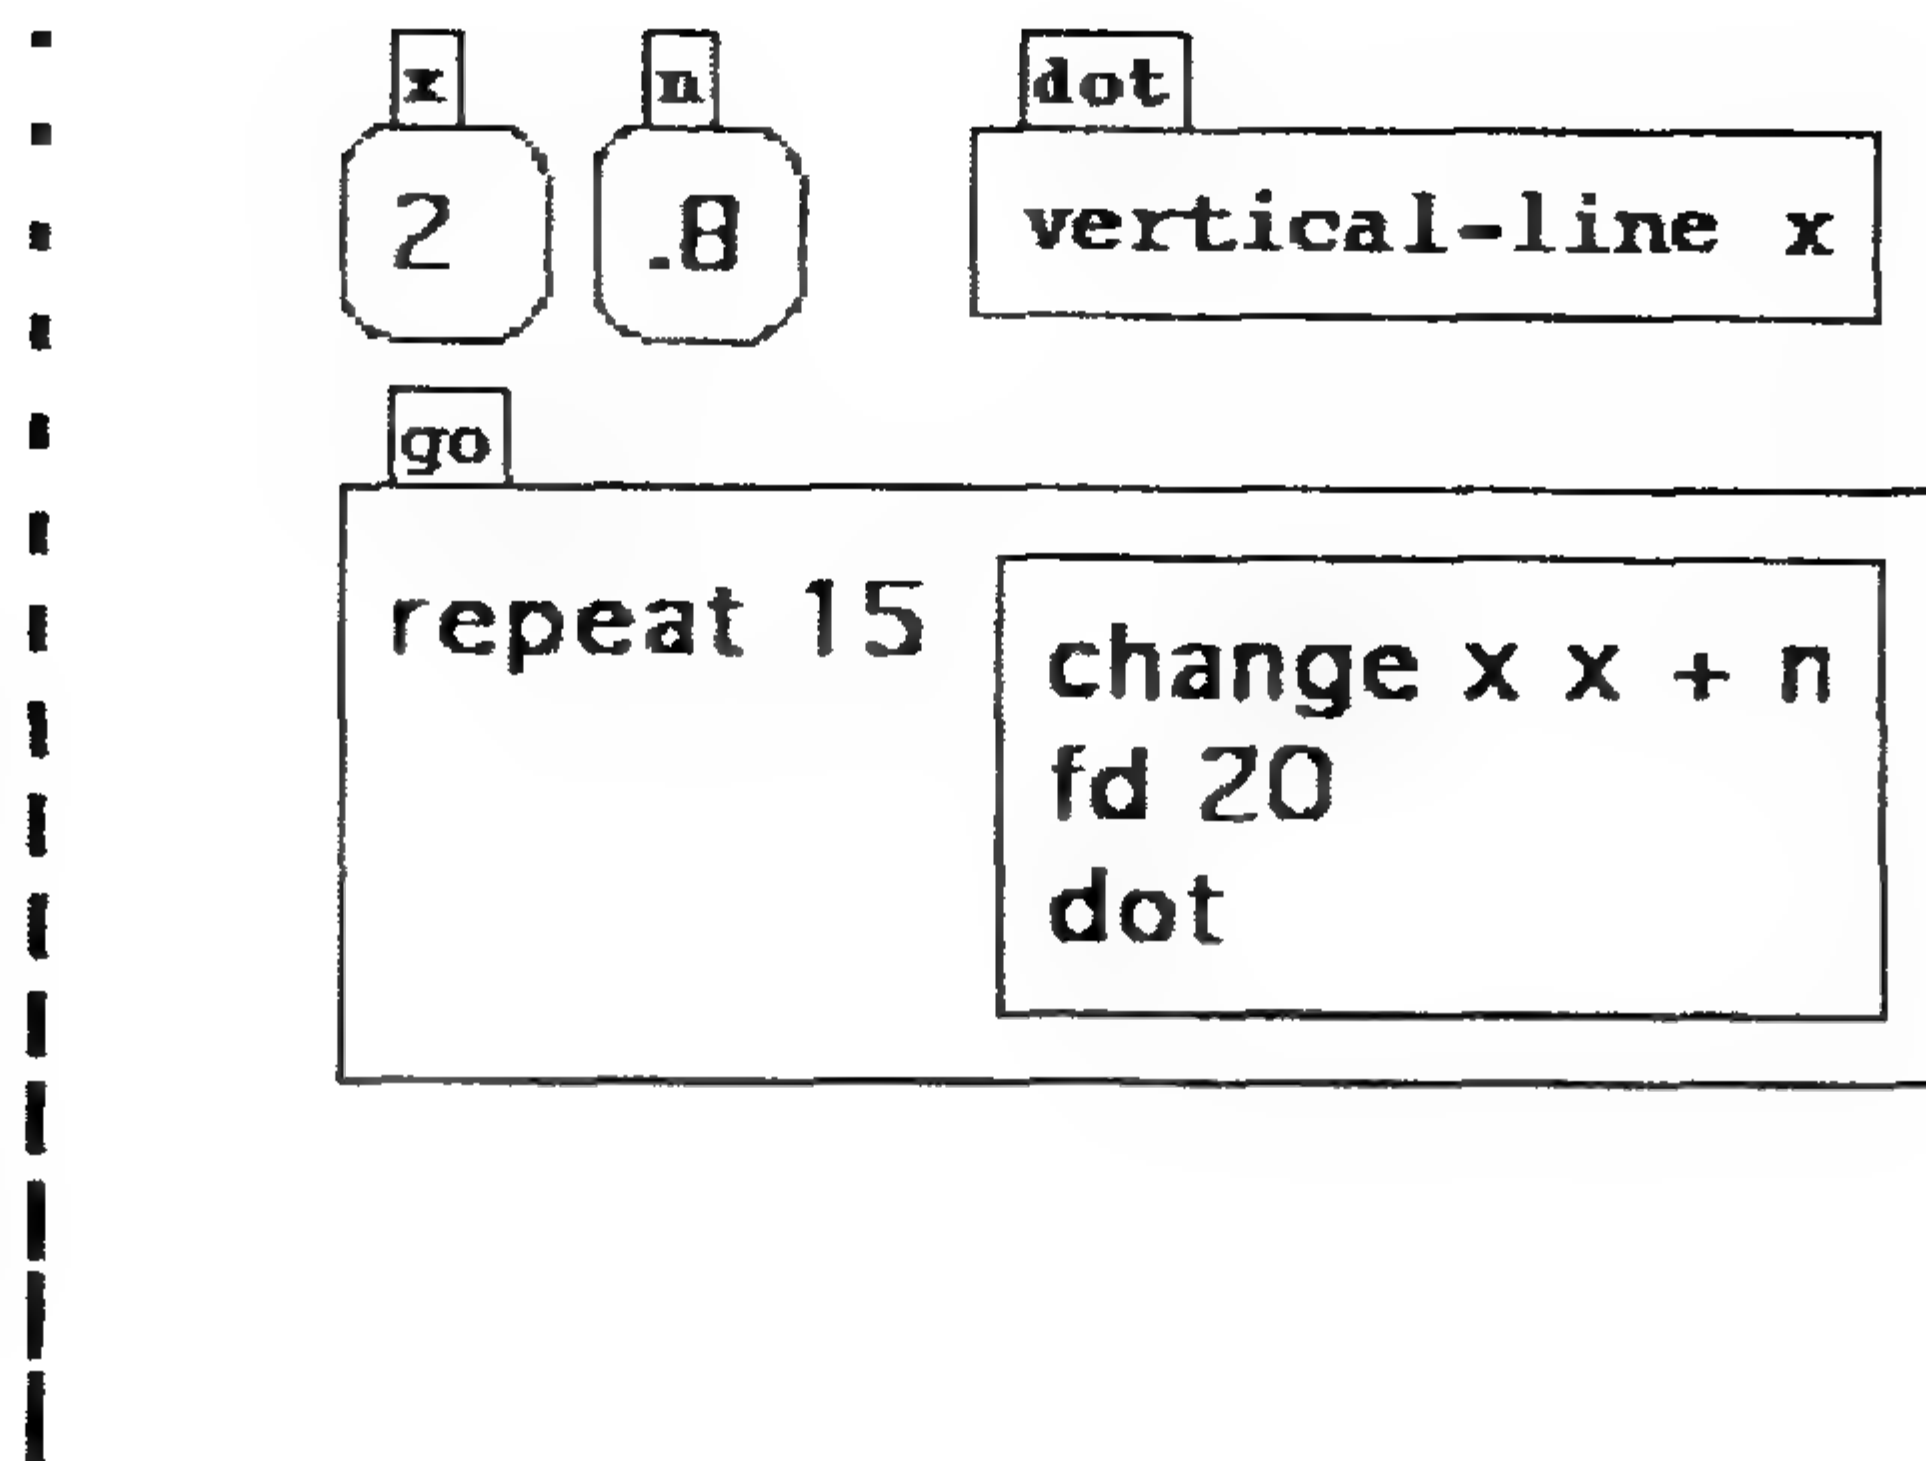 x
n
dot
2
.8
vertical-line x
go
repeat 15
change x x + n
fd 20
dot